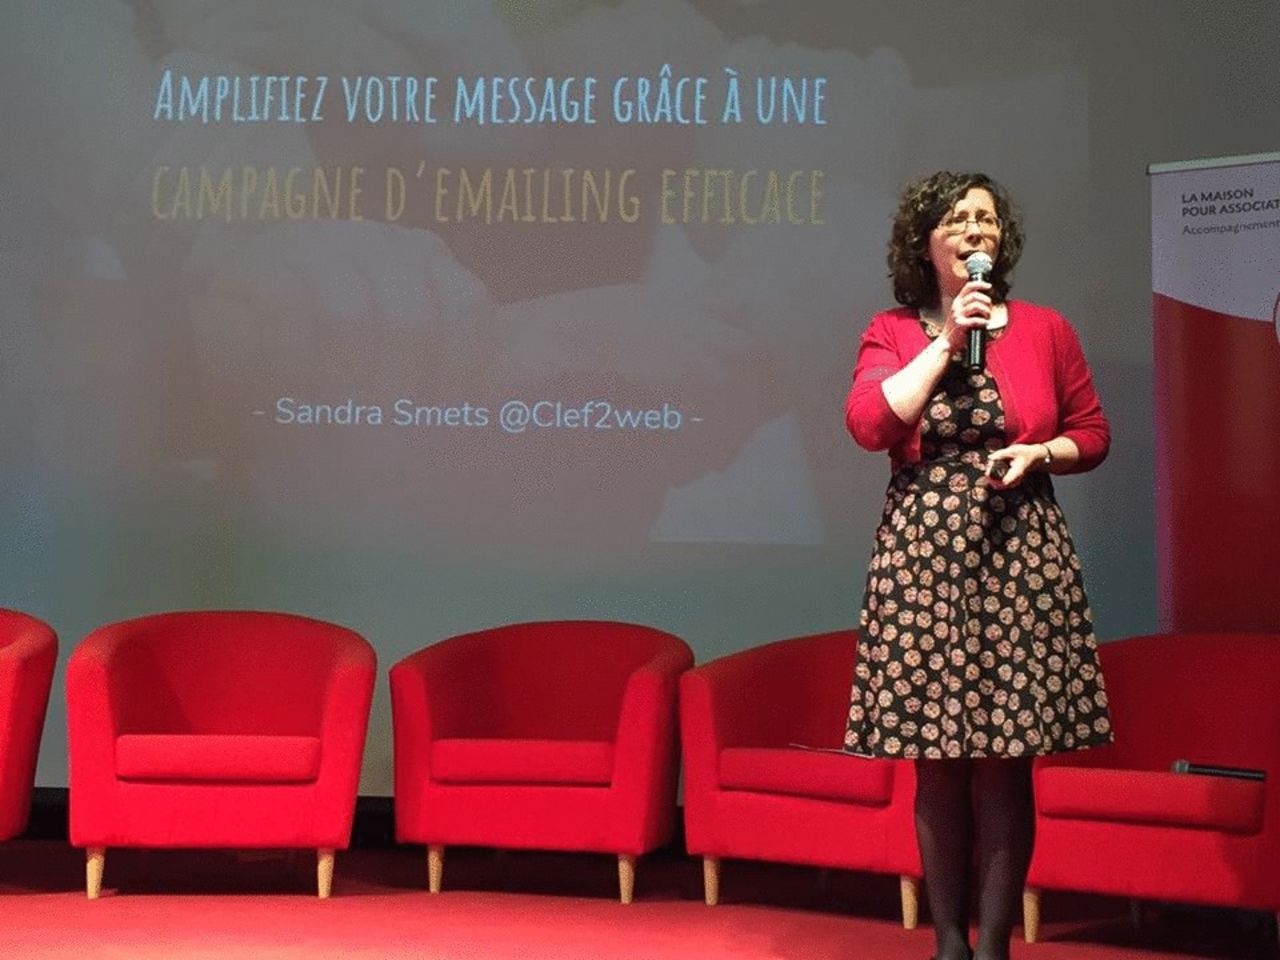 AMPLIFIEZ VOTRE MESSAGE GRÂCE À UNE
CAMPAGNE D'EMAILING EFFICACE
- Sandra Smets @Clef2web -
LA MAISON
POUR ASSOCIAT
Accompagnement